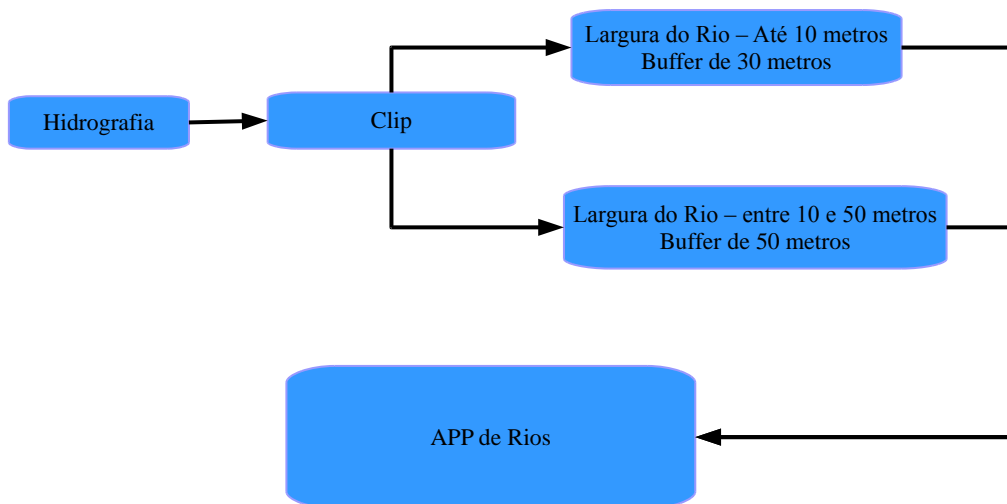 Largura do Rio – Até 10 metros
Buffer de 30 metros
Hidrografia
Clip
Largura do Rio – entre 10 e 50 metros
Buffer de 50 metros
APP de Rios